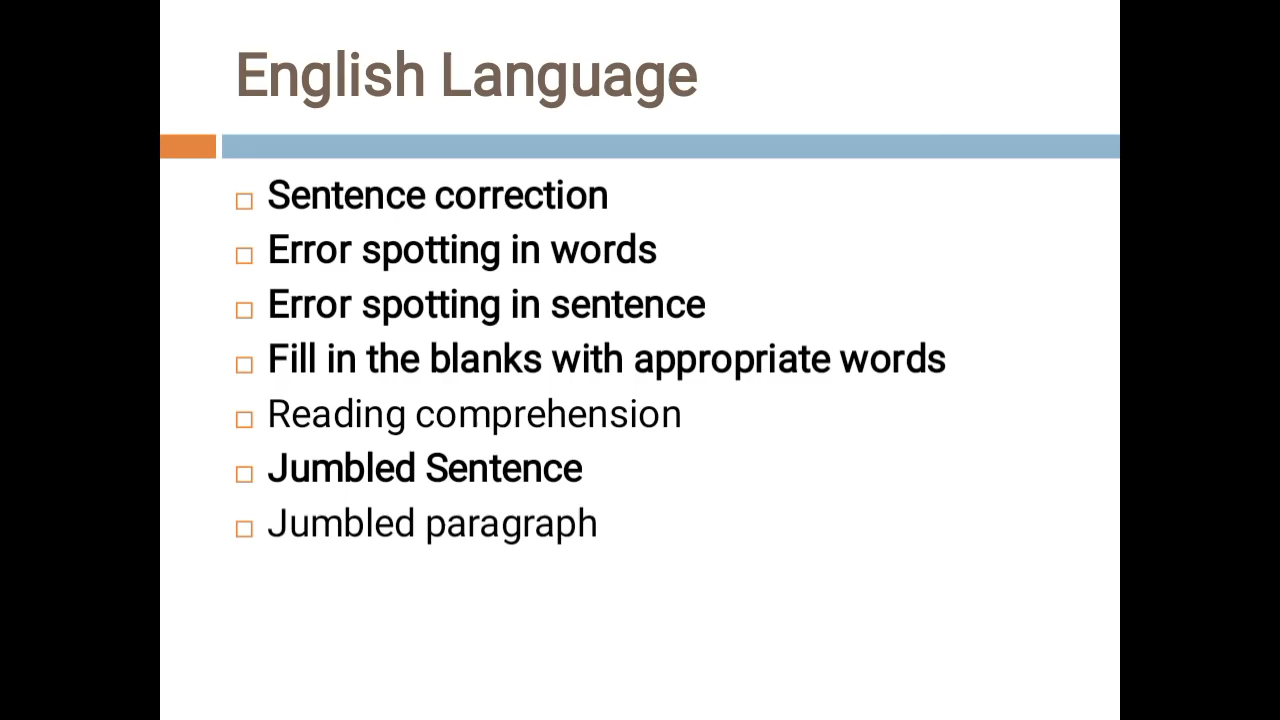 English Language
Sentence correction
Error spotting in words
Error spotting in sentence
Fill in the blanks with appropriate words
Reading comprehension
Jumbled Sentence
Jumbled paragraph